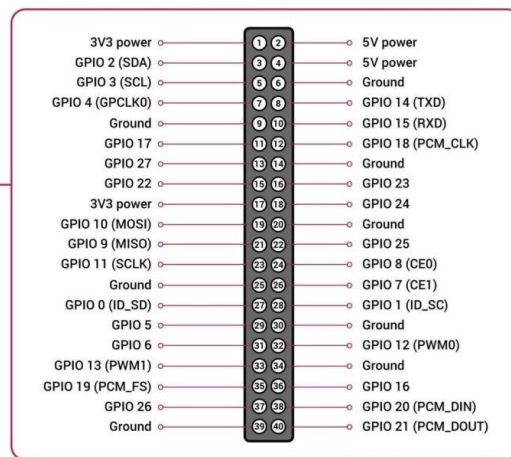 3V3 power 1 2 5V power
GPIO 2 (SDA) 3 4 5V power
GPIO 3 (SCL) 5 6 Ground
GPIO 4 (GPCLK0) 7 8 GPIO 14 (TXD)
Ground 9 10 GPIO 15 (RXD)
GPIO 17 11 12 GPIO 18 (PCM_CLK)
GPIO 27 13 14 Ground
GPIO 22 15 16 GPIO 23
3V3 power 17 18 GPIO 24
GPIO 10 (MOSI) 19 20 Ground
GPIO 9 (MISO) 21 22 GPIO 25
GPIO 11 (SCLK) 23 24 GPIO 8 (CE0)
Ground 25 26 GPIO 7 (CE1)
GPIO 0 (ID_SD) 27 28 GPIO 1 (ID_SC)
GPIO 5 29 30 Ground
GPIO 6 31 32 GPIO 12 (PWM0)
GPIO 13 (PWM1) 33 34 Ground
GPIO 19 (PCM_FS) 35 36 GPIO 16
GPIO 26 37 38 GPIO 20 (PCM_DIN)
Ground 39 40 GPIO 21 (PCM_DOUT)